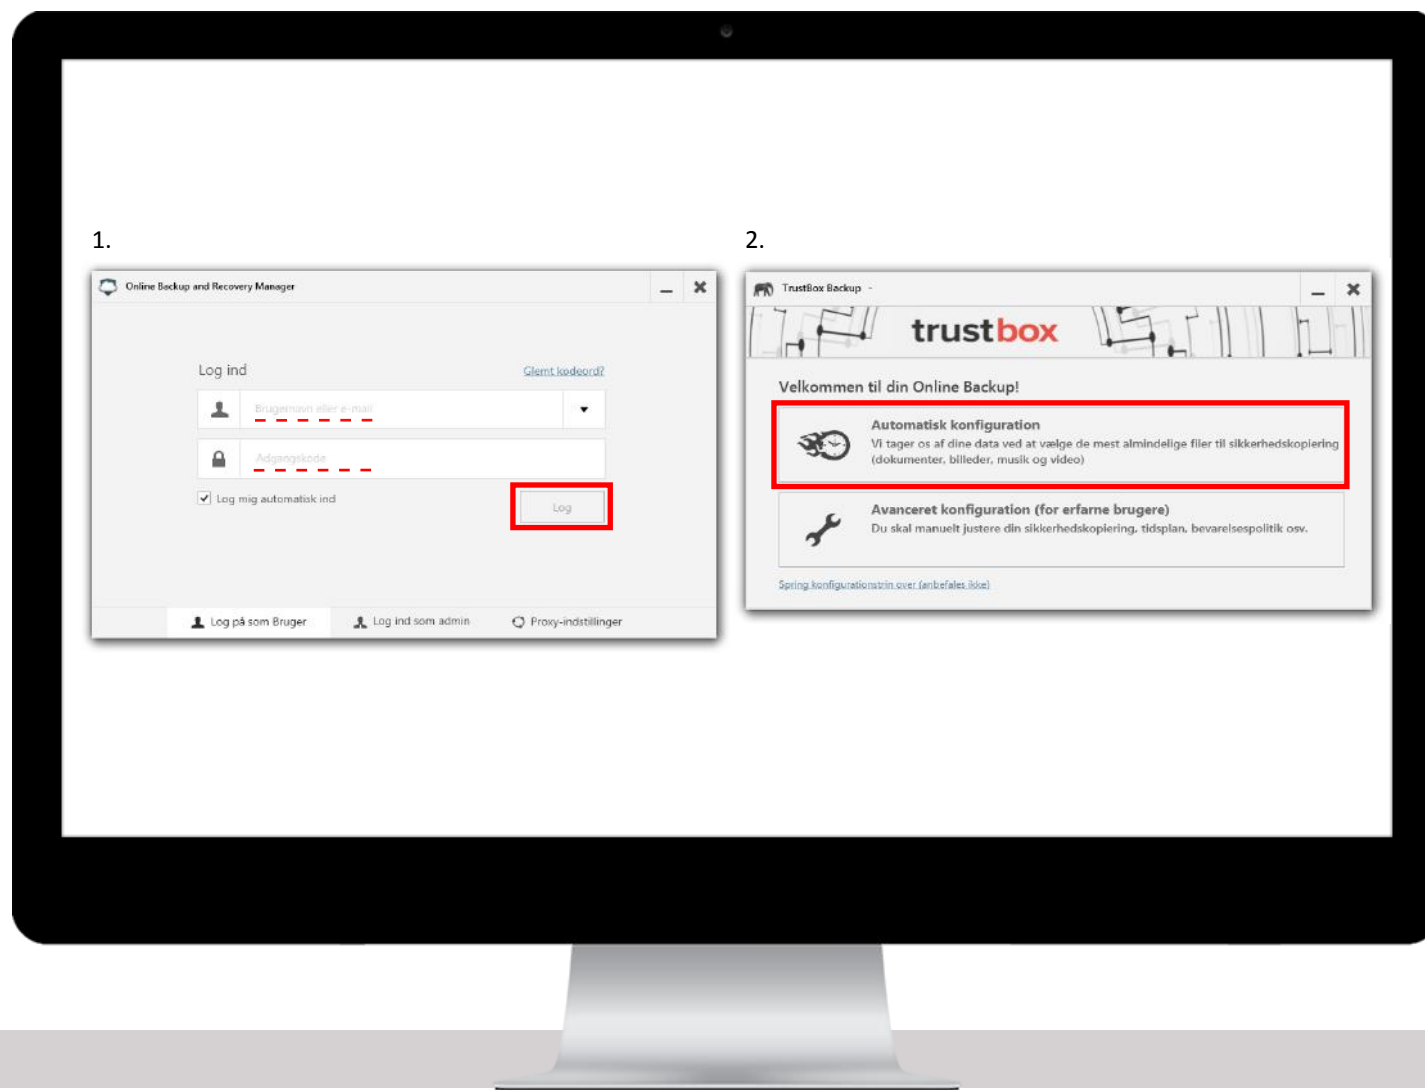 1.
Online Backup and Recovery Manager
Log ind
Glemt kodeord?
Brugernavn eller e-mail
Adgangskode
Log mig automatisk ind
Log
Log på som Bruger
Log ind som admin
Proxy-indstillinger
2.
TrustBox Backup -
trustbox
Velkommen til din Online Backup!
Automatisk konfiguration
Vi tager os af dine data ved at vælge de mest almindelige filer til sikkerhedskopiering
(dokumenter, billeder, musik og video)
Avanceret konfiguration (for erfarne brugere)
Du skal manuelt justere din sikkerhedskopiering, tidsplan, bevarelsespolitik osv.
Spring konfigurationstrin over (anbefales ikke)